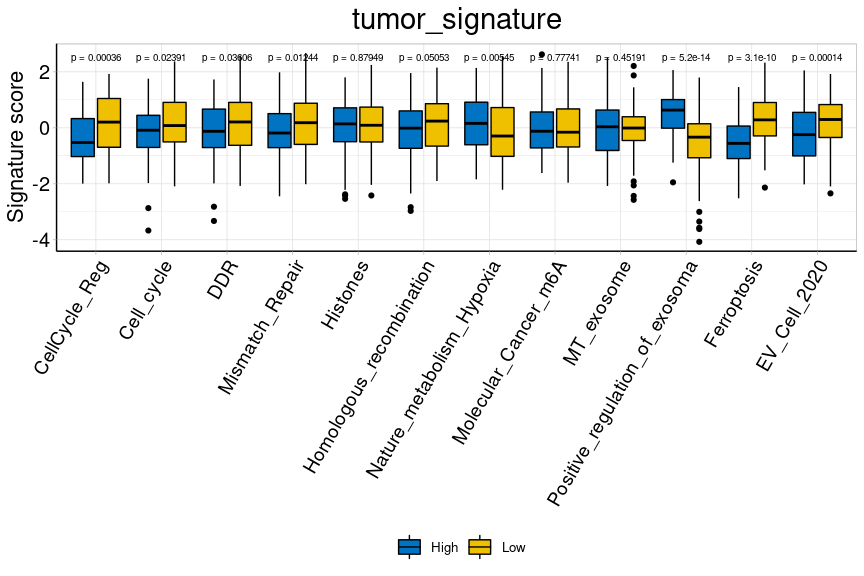 tumor_signature
p = 0.00036 p = 0.02391 p = 0.03606 p = 0.01244 p = 0.87949 p = 0.05053 p = 0.00545 p = 0.77741 p = 0.45191 p = 5.2e-14 p = 3.1e-10 p = 0.00014
Signature score
2
0
-2
-4
CellCycle_Reg
Cell_cycle
DDR
Mismatch_Repair
Histones
Homologous_recombination
Nature_metabolism_Hypoxia
Molecular_Cancer_m6A
MT_exosome
Positive_regulation_of_exosoma
Ferroptosis
EV_Cell_2020
High Low